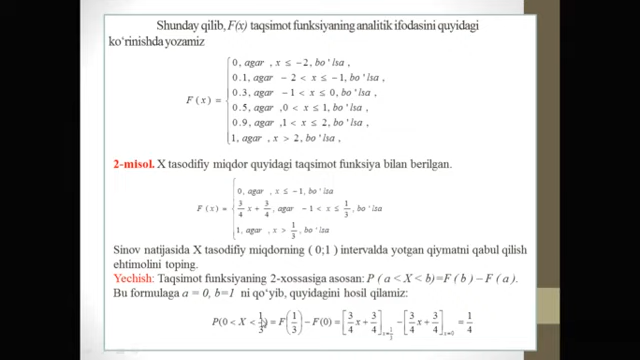 Shunday qilib, F(x) taqsimot funksiyaning analitik ifodasini quyidagi
ko'rinishda yozamiz
F(x) = { 0, agar, x ≤ −2, bo'lsa,
0.1, agar −2 < x ≤ −1, bo'lsa,
0.3, agar −1 < x ≤ 0, bo'lsa,
0.5, agar ,0 < x ≤ 1, bo'lsa,
0.9, agar ,1 < x ≤ 2, bo'lsa,
1, agar, x > 2, bo'lsa,
2-misol. X tasodifiy miqdor quyidagi taqsimot funksiya bilan berilgan.
F(x) = { 0, agar, x ≤ −1, bo'lsa
3/4 x + 3/4, agar −1 < x ≤ 1/3, bo'lsa
1, agar, x > 1/3, bo'lsa
Sinov natijasida X tasodifiy miqdorning (0;1) intervalda yotgan qiymatni qabul qilish
ehtimolini toping.
Yechish: Taqsimot funksiyaning 2-xossasiga asosan: P(a < X < b)=F(b)−F(a).
Bu formulaga a = 0, b=1 ni qo'yib, quyidagini hosil qilamiz:
P(0 < X < 1/3) = F(1/3) − F(0) = [3/4 x + 3/4]x=1/3 − [3/4 x + 3/4]x=0 = 1/4